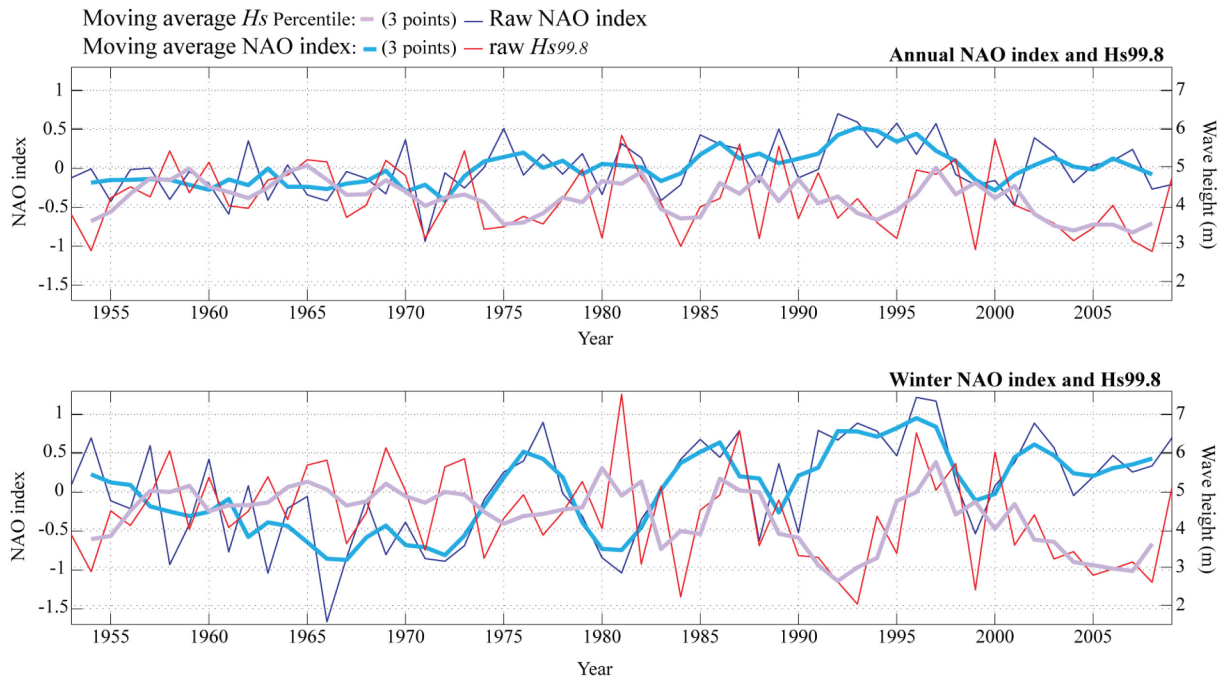 Moving average Hs Percentile: (3 points) Raw NAO index
Moving average NAO index: (3 points) raw Hs99.8
Annual NAO index and Hs99.8
1
0.5
0
-0.5
-1
-1.5
NAO index
7
6
5
4
3
2
Wave height (m)
1955 1960 1965 1970 1975 1980 1985 1990 1995 2000 2005
Year
Winter NAO index and Hs99.8
1
0.5
0
-0.5
-1
-1.5
NAO index
7
6
5
4
3
2
Wave height (m)
1955 1960 1965 1970 1975 1980 1985 1990 1995 2000 2005
Year